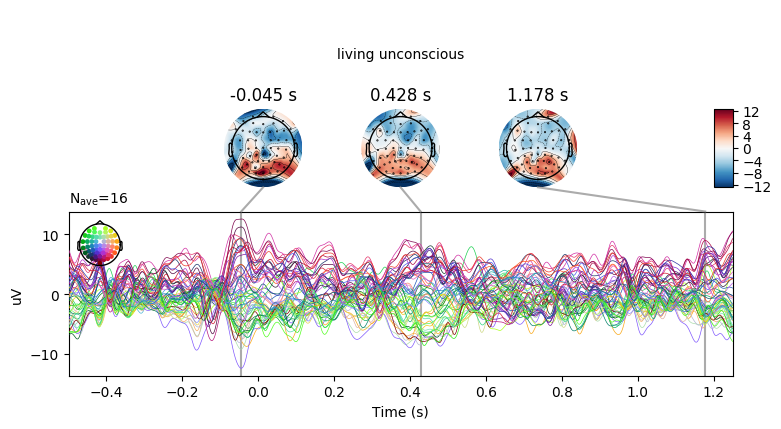 living unconscious
-0.045 s 0.428 s 1.178 s
12
8
4
0
−4
−8
−12
N_ave=16
10
0
−10
uV
−0.4 −0.2 0.0 0.2 0.4 0.6 0.8 1.0 1.2
Time (s)